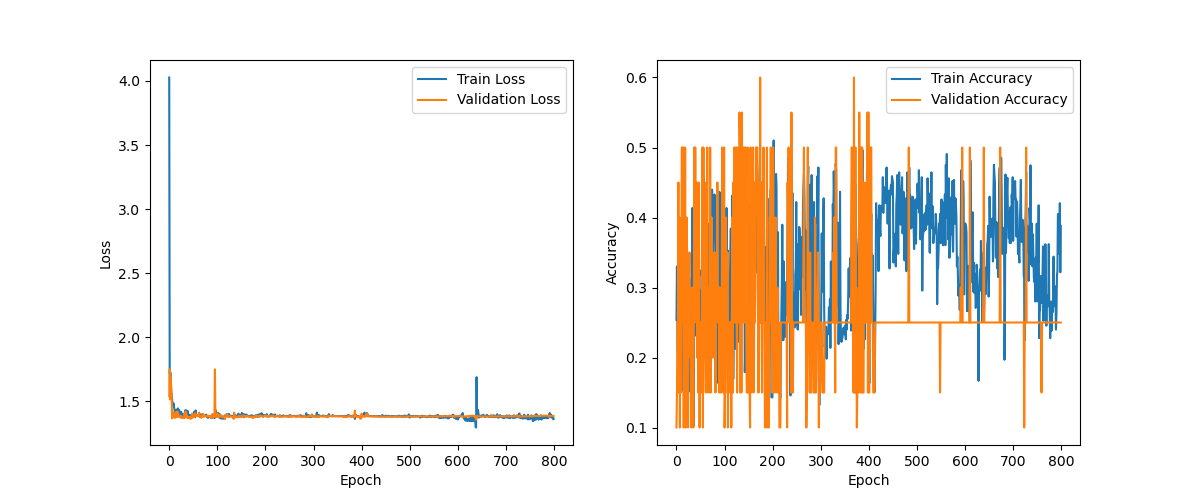 Train Loss
Validation Loss
4.0
3.5
3.0
2.5
2.0
1.5
Loss
0 100 200 300 400 500 600 700 800
Epoch
Train Accuracy
Validation Accuracy
0.6
0.5
0.4
0.3
0.2
0.1
Accuracy
0 100 200 300 400 500 600 700 800
Epoch